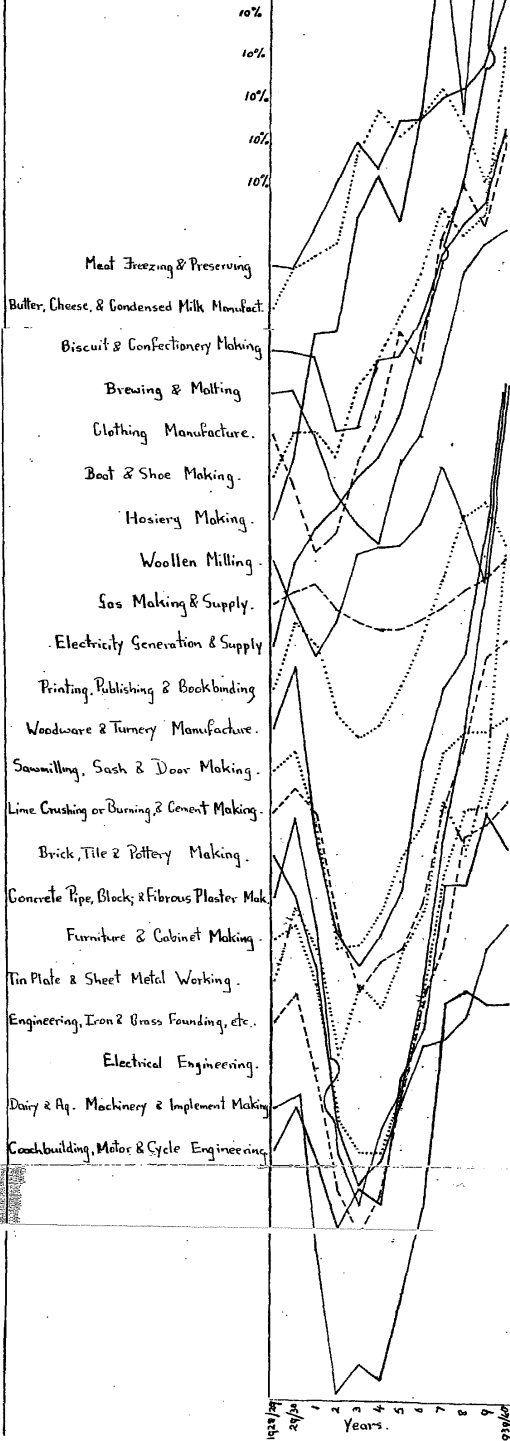 10%
10%
10%
10%
10%
Meat Freezing & Preserving
Butter, Cheese, & Condensed Milk Manufact.
Biscuit & Confectionery Making
Brewing & Malting
Clothing Manufacture.
Boot & Shoe Making.
Hosiery Making.
Woollen Milling.
Gas Making & Supply.
Electricity Generation & Supply
Printing, Publishing & Bookbinding
Woodware & Turnery Manufacture.
Sawmilling, Sash & Door Making.
Lime Crushing or Burning, & Cement Making.
Brick, Tile & Pottery Making.
Concrete Pipe, Block, & Fibrous Plaster Mak.
Furniture & Cabinet Making.
Tin Plate & Sheet Metal Working.
Engineering, Iron & Brass Founding, etc.
Electrical Engineering.
Dairy & Ag. Machinery & Implement Making
Coachbuilding, Motor & Cycle Engineering
1928/29
29/30
1
2
3
4
5
6
7
8
9
939/40
Years.